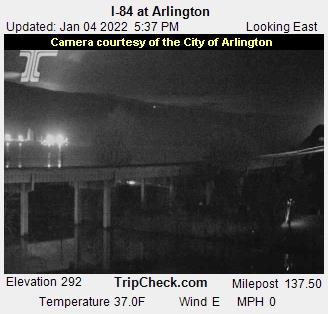 I-84 at Arlington
Updated: Jan 04 2022 5:37 PM Looking East
Camera courtesy of the City of Arlington
Elevation 292 TripCheck.com Milepost 137.50
Temperature 37.0F Wind E MPH 0